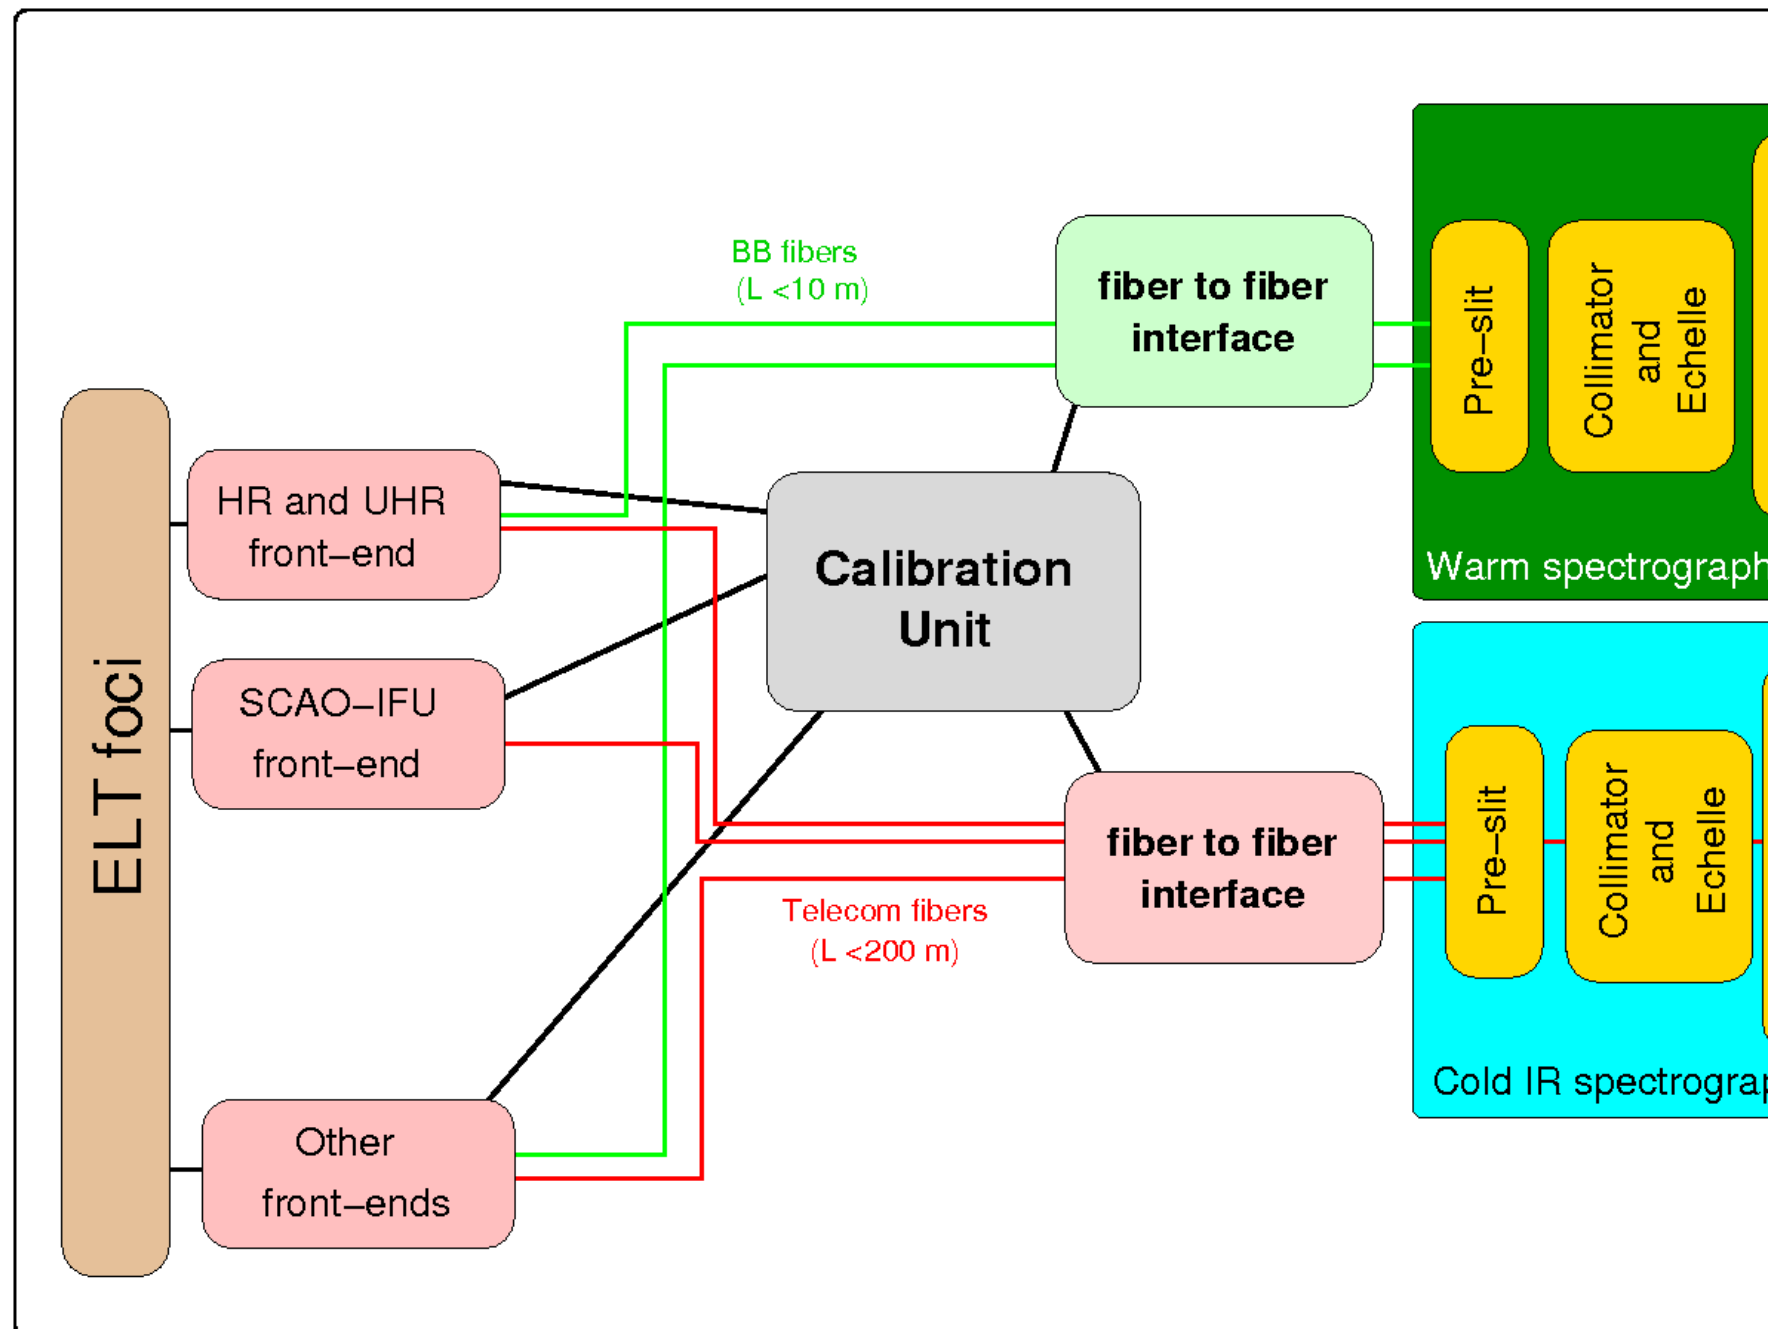 ELT foci
HR and UHR
front–end
SCAO–IFU
front–end
Other
front–ends
BB fibers
(L <10 m)
Calibration
Unit
Telecom fibers
(L <200 m)
fiber to fiber
interface
fiber to fiber
interface
Pre–slit
Collimator
and
Echelle
Warm spectrograph
Pre–slit
Collimator
and
Echelle
Cold IR spectrograp